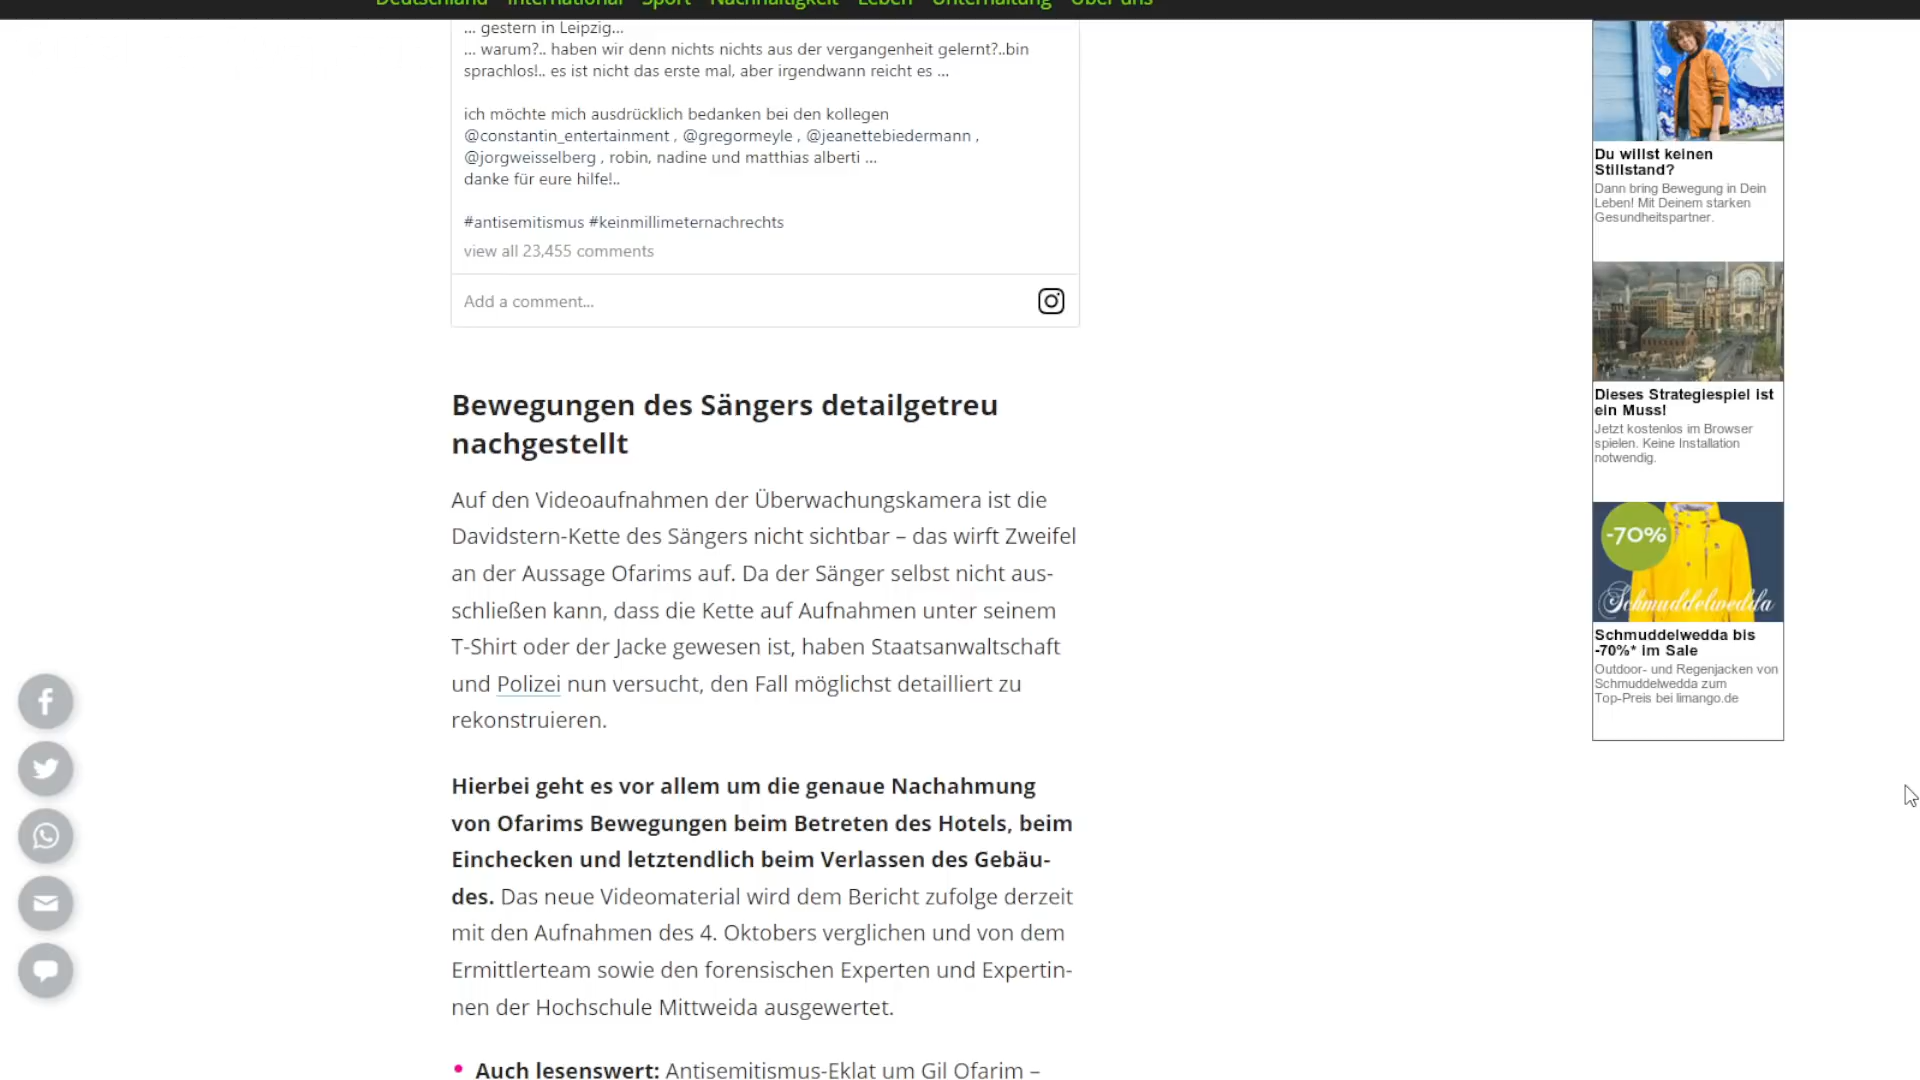 Deutschland International Sport Nachhaltigkeit Leben Unterhaltung Über uns
... gestern in Leipzig...
... warum?.. haben wir denn nichts nichts aus der vergangenheit gelernt?..bin
sprachlos!.. es ist nicht das erste mal, aber irgendwann reicht es ...
ich möchte mich ausdrücklich bedanken bei den kollegen
@constantin_entertainment , @gregormeyle , @jeanettebiedermann ,
@jorgweisselberg , robin, nadine und matthias alberti ...
danke für eure hilfe!..
#antisemitismus #keinmillimeternachrechts
view all 23,455 comments
Add a comment...
Bewegungen des Sängers detailgetreu
nachgestellt
Auf den Videoaufnahmen der Überwachungskamera ist die
Davidstern-Kette des Sängers nicht sichtbar – das wirft Zweifel
an der Aussage Ofarims auf. Da der Sänger selbst nicht aus-
schließen kann, dass die Kette auf Aufnahmen unter seinem
T-Shirt oder der Jacke gewesen ist, haben Staatsanwaltschaft
und Polizei nun versucht, den Fall möglichst detailliert zu
rekonstruieren.
Hierbei geht es vor allem um die genaue Nachahmung
von Ofarims Bewegungen beim Betreten des Hotels, beim
Einchecken und letztendlich beim Verlassen des Gebäu-
des. Das neue Videomaterial wird dem Bericht zufolge derzeit
mit den Aufnahmen des 4. Oktobers verglichen und von dem
Ermittlerteam sowie den forensischen Experten und Expertin-
nen der Hochschule Mittweida ausgewertet.
• Auch lesenswert: Antisemitismus-Eklat um Gil Ofarim –
Du willst keinen
Stillstand?
Dann bring Bewegung in Dein
Leben! Mit Deinem starken
Gesundheitspartner.
Dieses Strategiespiel ist
ein Muss!
Jetzt kostenlos im Browser
spielen. Keine Installation
notwendig.
-70%
Schmuddelwedda
Schmuddelwedda bis
-70%* im Sale
Outdoor- und Regenjacken von
Schmuddelwedda zum
Top-Preis bei limango.de